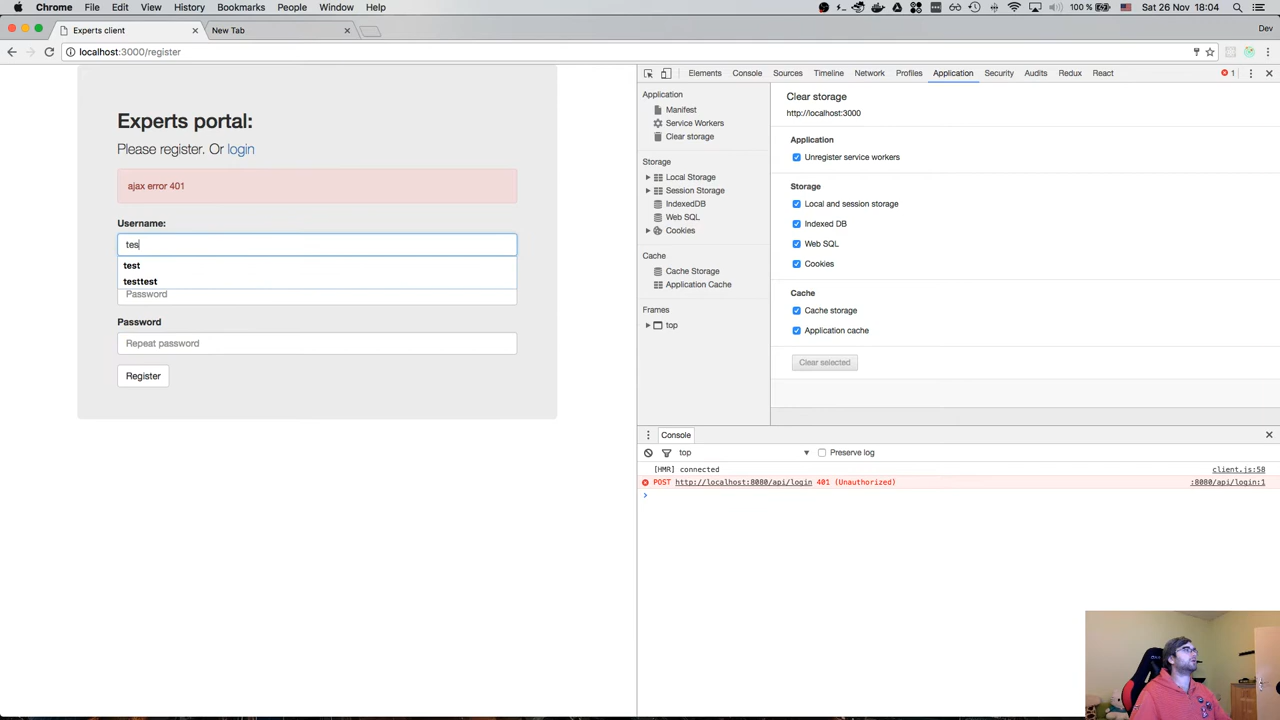 Chrome File Edit View History Bookmarks People Window Help 100 % Sat 26 Nov 18:04
Experts client New Tab Dev
localhost:3000/register
Elements Console Sources Timeline Network Profiles Application Security Audits Redux React 1
Experts portal:
Please register. Or login
ajax error 401
Username:
tes
test
testtest
Password
Password
Repeat password
Register
Application
Manifest
Service Workers
Clear storage
Storage
Local Storage
Session Storage
IndexedDB
Web SQL
Cookies
Cache
Cache Storage
Application Cache
Frames
top
Clear storage
http://localhost:3000
Application
Unregister service workers
Storage
Local and session storage
Indexed DB
Web SQL
Cookies
Cache
Cache storage
Application cache
Clear selected
Console
top Preserve log
[HMR] connected client.js:58
POST http://localhost:8080/api/login 401 (Unauthorized) :8080/api/login:1